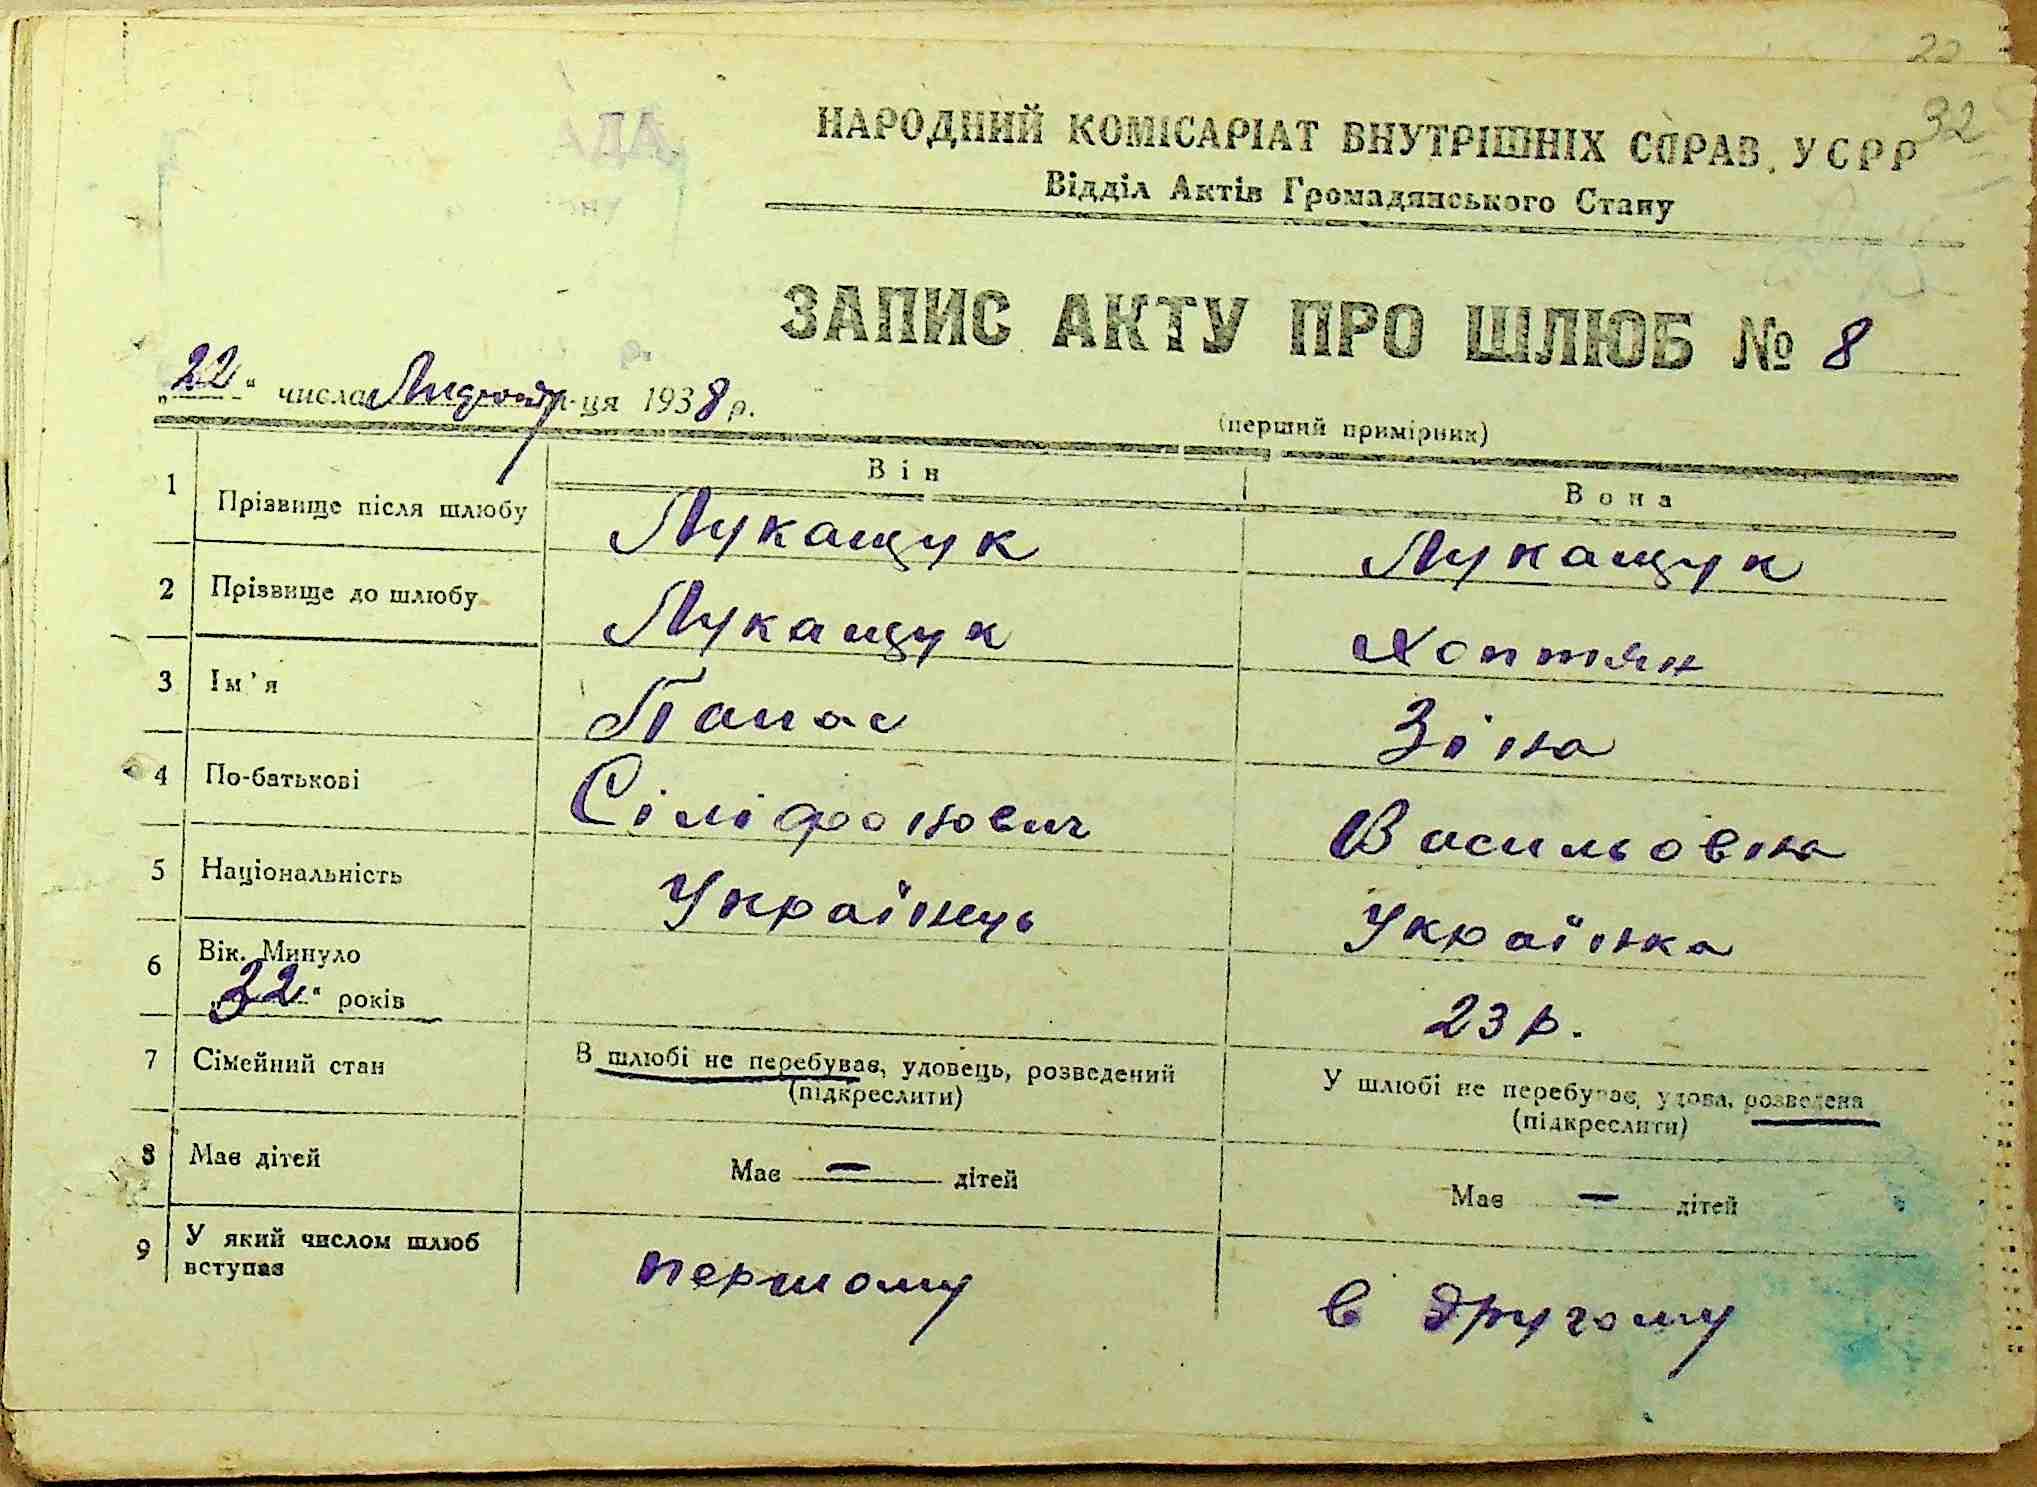 22
32
НАРОДНИЙ КОМІСАРІАТ ВНУТРІШНІХ СПРАВ УСРР
Відділ Актів Громадянського Стану
ЗАПИС АКТУ ПРО ШЛЮБ № 8
„22“ числа м-ця 1938 р.
(перший примірник)
Він Вона
1 Прізвище після шлюбу Лукащук Лукащук
2 Прізвище до шлюбу Лукащук Хоптян
3 Ім'я Панас Зіна
4 По-батькові Сіліфонович Васильовна
5 Національність Українець Українка
6 Вік. Минуло
„22“ років 23 р.
7 Сімейний стан В шлюбі не перебуває, удовець, розведений У шлюбі не перебуває, удова, розведена
(підкреслити) (підкреслити)
8 Має дітей Має — дітей Має — дітей
9 У який числом шлюб
вступає первому в другому